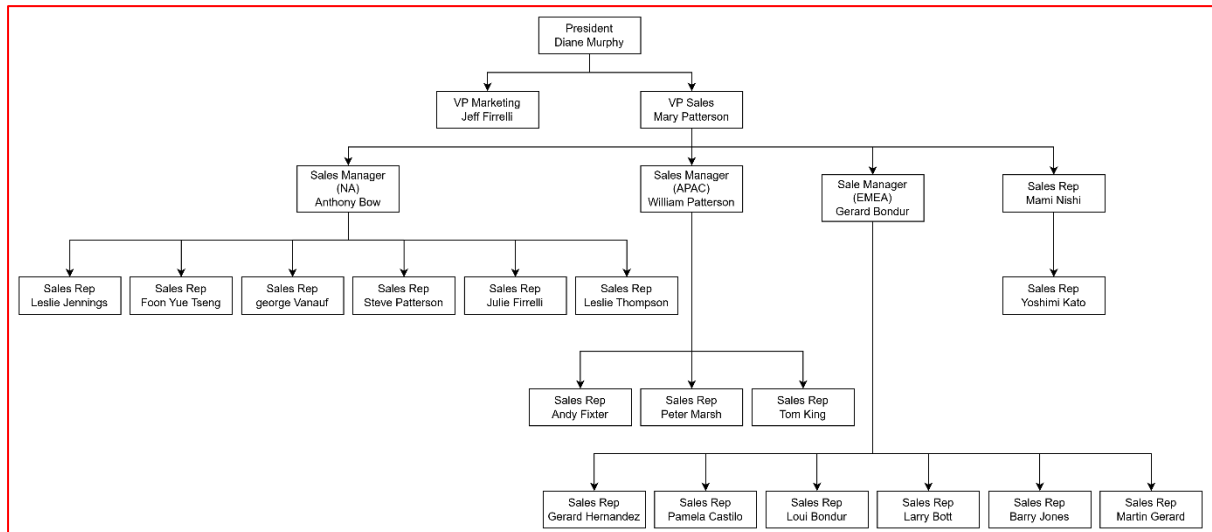 President
Diane Murphy
VP Marketing
Jeff Firrelli
VP Sales
Mary Patterson
Sales Manager
(NA)
Anthony Bow
Sales Manager
(APAC)
William Patterson
Sale Manager
(EMEA)
Gerard Bondur
Sales Rep
Mami Nishi
Sales Rep
Leslie Jennings
Sales Rep
Foon Yue Tseng
Sales Rep
george Vanauf
Sales Rep
Steve Patterson
Sales Rep
Julie Firrelli
Sales Rep
Leslie Thompson
Sales Rep
Yoshimi Kato
Sales Rep
Andy Fixter
Sales Rep
Peter Marsh
Sales Rep
Tom King
Sales Rep
Gerard Hernandez
Sales Rep
Pamela Castilo
Sales Rep
Loui Bondur
Sales Rep
Larry Bott
Sales Rep
Barry Jones
Sales Rep
Martin Gerard